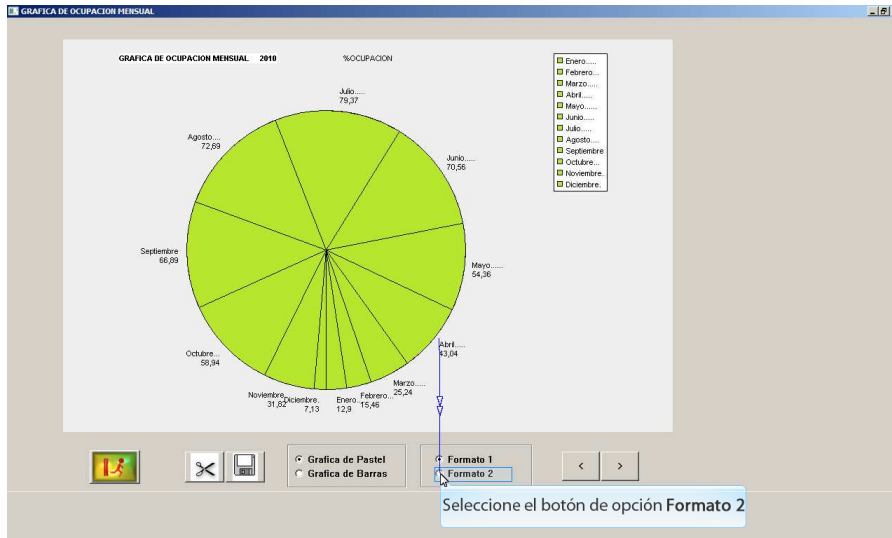 GRAFICA DE OCUPACION MENSUAL
GRAFICA DE OCUPACION MENSUAL 2010
%OCUPACION
Enero.....
Febrero...
Marzo.....
Abril.....
Mayo......
Junio.....
Julio.....
Agosto....
Septiembre
Octubre...
Noviembre.
Diciembre.
Julio.....
79,37
Agosto....
72,69
Junio.....
70,56
Septiembre
66,89
Mayo......
54,36
Abril.....
43,04
Octubre...
58,94
Marzo.....
25,24
Noviembre.
31,82
Diciembre.
7,13
Enero.....
12,9
Febrero...
15,46
Grafica de Pastel
Grafica de Barras
Formato 1
Formato 2
<
>
Seleccione el botón de opción Formato 2